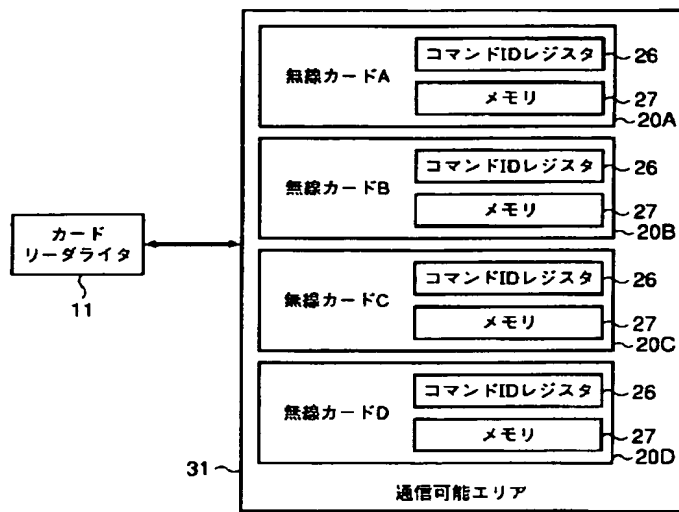 無線カードA
コマンドIDレジスタ
26
メモリ
27
20A
無線カードB
コマンドIDレジスタ
26
メモリ
27
20B
カード
リーダライタ
11
無線カードC
コマンドIDレジスタ
26
メモリ
27
20C
無線カードD
コマンドIDレジスタ
26
メモリ
27
20D
31
通信可能エリア